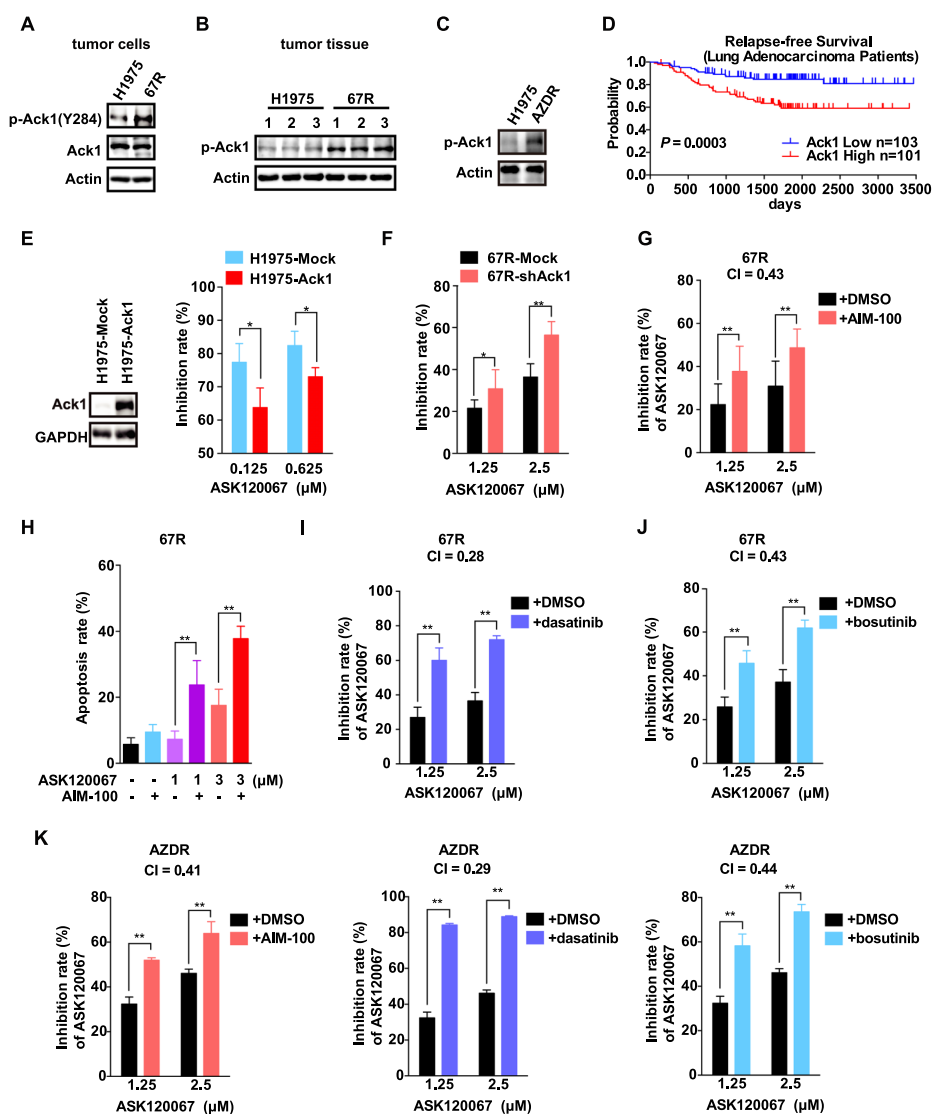 A
tumor cells
H1975
67R
p-Ack1(Y284)
Ack1
Actin
B
tumor tissue
H1975 67R
1 2 3 1 2 3
p-Ack1
Actin
C
H1975
AZDR
p-Ack1
Actin
D
Relapse-free Survival
(Lung Adenocarcinoma Patients)
Probability
1.0
0.8
0.6
0.4
0.2
0.0
P = 0.0003
Ack1 Low n=103
Ack1 High n=101
0 500 1000 1500 2000 2500 3000 3500
days
E
H1975-Mock
H1975-Ack1
Ack1
GAPDH
H1975-Mock
H1975-Ack1
Inhibition rate (%)
100
90
80
70
60
50
* *
0.125 0.625
ASK120067 (μM)
F
67R-Mock
67R-shAck1
Inhibition rate (%)
80
60
40
20
0
* **
1.25 2.5
ASK120067 (μM)
G
67R
CI = 0.43
+DMSO
+AIM-100
Inhibition rate (%)
of ASK120067
80
60
40
20
0
** **
1.25 2.5
ASK120067 (μM)
H
67R
Apoptosis rate (%)
60
40
20
0
** **
ASK120067 - - 1 1 3 3 (μM)
AIM-100 - + - + - +
I
67R
CI = 0.28
+DMSO
+dasatinib
Inhibition rate (%)
of ASK120067
100
80
60
40
20
0
** **
1.25 2.5
ASK120067 (μM)
J
67R
CI = 0.43
+DMSO
+bosutinib
Inhibition rate (%)
of ASK120067
80
60
40
20
0
** **
1.25 2.5
ASK120067 (μM)
K
AZDR
CI = 0.41
+DMSO
+AIM-100
Inhibition rate (%)
of ASK120067
80
60
40
20
0
** **
1.25 2.5
ASK120067 (μM)
AZDR
CI = 0.29
+DMSO
+dasatinib
Inhibition rate (%)
of ASK120067
100
80
60
40
20
0
** **
1.25 2.5
ASK120067 (μM)
AZDR
CI = 0.44
+DMSO
+bosutinib
Inhibition rate (%)
of ASK120067
80
60
40
20
0
** **
1.25 2.5
ASK120067 (μM)